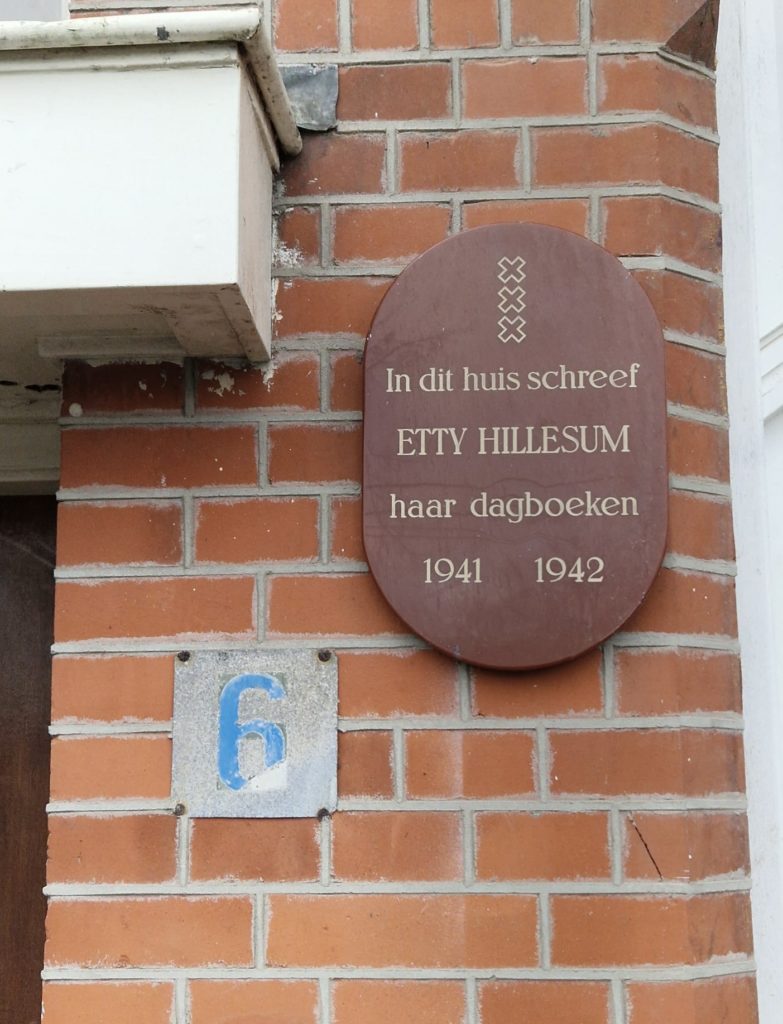 In dit huis schreef
ETTY HILLESUM
haar dagboeken
1941 1942
6